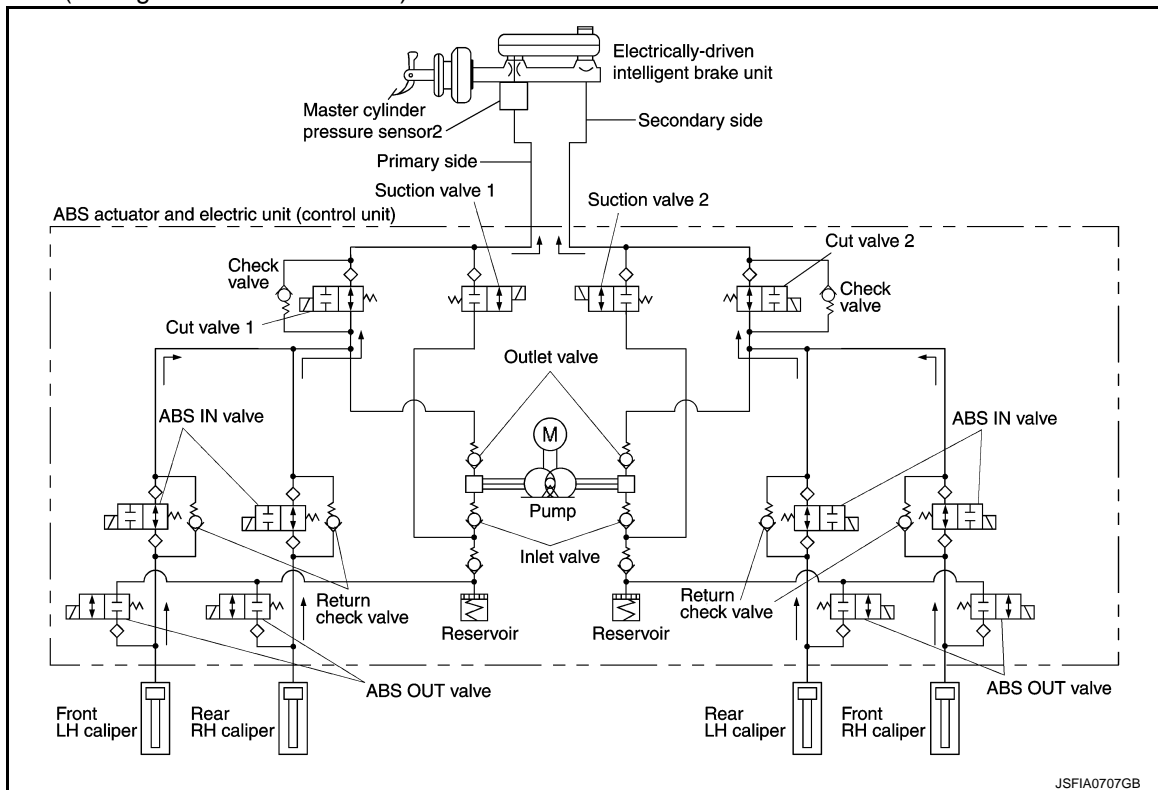 Electrically-driven
intelligent brake unit
Master cylinder
pressure sensor2
Secondary side
Primary side
Suction valve 1
Suction valve 2
ABS actuator and electric unit (control unit)
Cut valve 2
Check
valve
Check
valve
Cut valve 1
Outlet valve
ABS IN valve
ABS IN valve
M
Pump
Inlet valve
Return
check valve
Return
check valve
Reservoir
Reservoir
ABS OUT valve
ABS OUT valve
Front
LH caliper
Rear
RH caliper
Rear
LH caliper
Front
RH caliper
JSFIA0707GB